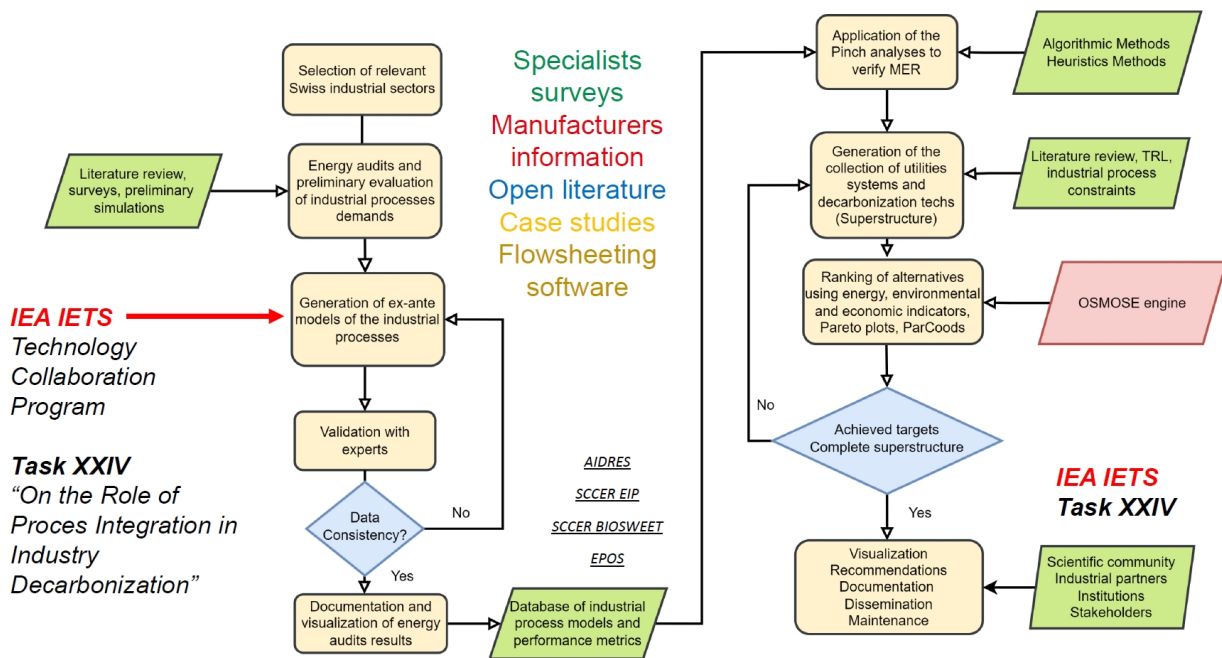 Selection of relevant
Swiss industrial sectors
Literature review,
surveys, preliminary
simulations
Energy audits and
preliminary evaluation
of industrial processes
demands
Specialists
surveys
Manufacturers
information
Open literature
Case studies
Flowsheeting
software
IEA IETS
Technology
Collaboration
Program
Generation of ex-ante
models of the industrial
processes
Validation with
experts
Task XXIV
“On the Role of
Proces Integration in
Industry
Decarbonization”
Data
Consistency?
No
Yes
Documentation and
visualization of energy
audits results
AIDRES
SCCER EIP
SCCER BIOSWEET
EPOS
Database of industrial
process models and
performance metrics
Application of the
Pinch analyses to
verify MER
Algorithmic Methods
Heuristics Methods
Generation of the
collection of utilities
systems and
decarbonization techs
(Superstructure)
Literature review, TRL,
industrial process
constraints
Ranking of alternatives
using energy, environmental
and economic indicators,
Pareto plots, ParCoods
OSMOSE engine
No
Achieved targets
Complete superstructure
Yes
IEA IETS
Task XXIV
Visualization
Recommendations
Documentation
Dissemination
Maintenance
Scientific community
Industrial partners
Institutions
Stakeholders